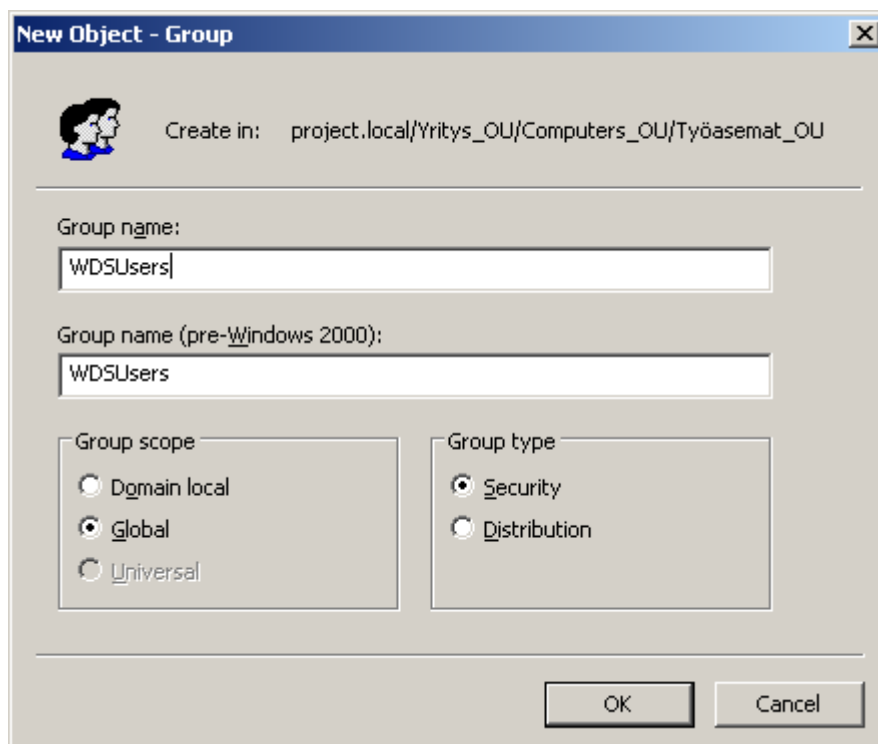 New Object - Group
Create in: project.local/Yritys_OU/Computers_OU/Työasemat_OU
Group name:
WDSUsers
Group name (pre-Windows 2000):
WDSUsers
Group scope
Domain local
Global
Universal
Group type
Security
Distribution
OK
Cancel